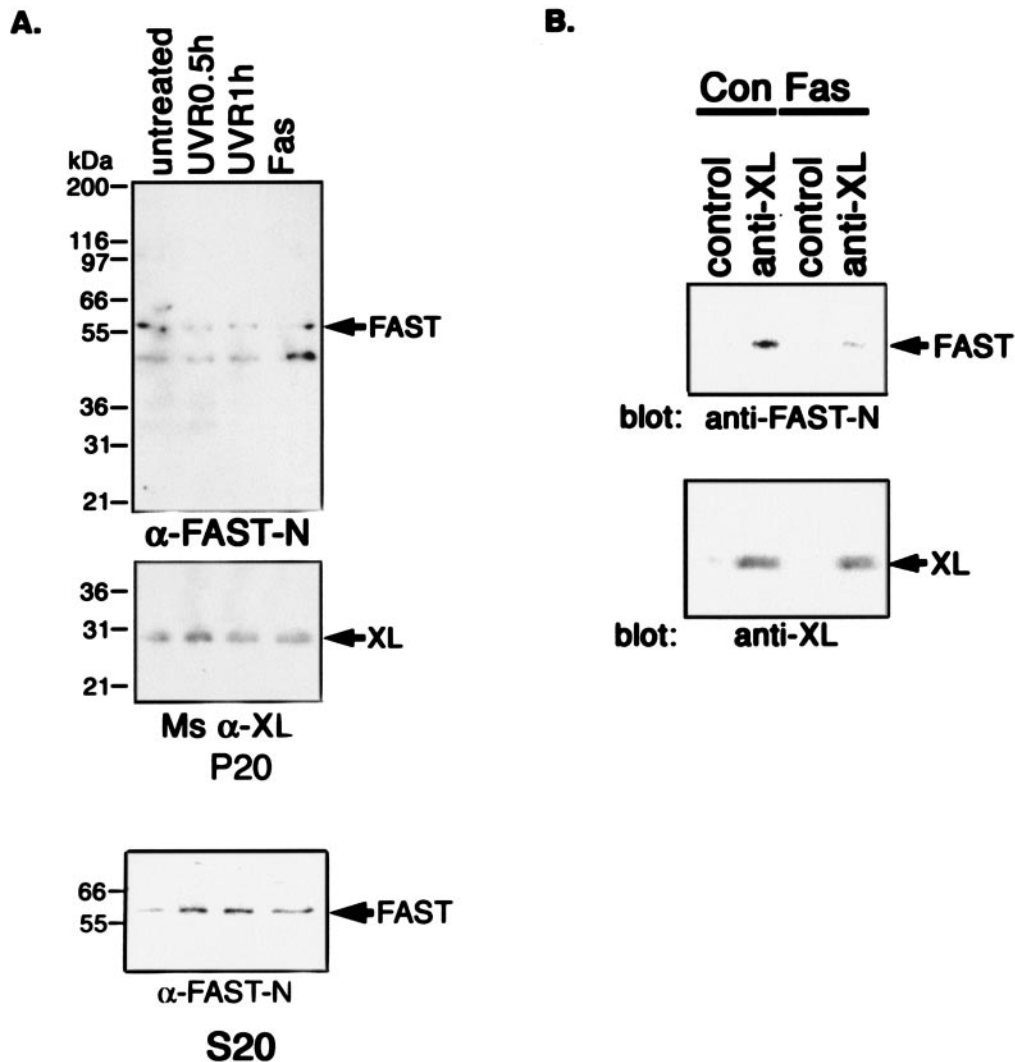 A.
untreated
UVR0.5h
UVR1h
Fas
kDa
200
116
97
66
55
36
31
21
FAST
α-FAST-N
36
31
21
XL
Ms α-XL
P20
66
55
FAST
α-FAST-N
S20
B.
Con Fas
control
anti-XL
control
anti-XL
FAST
blot: anti-FAST-N
XL
blot: anti-XL